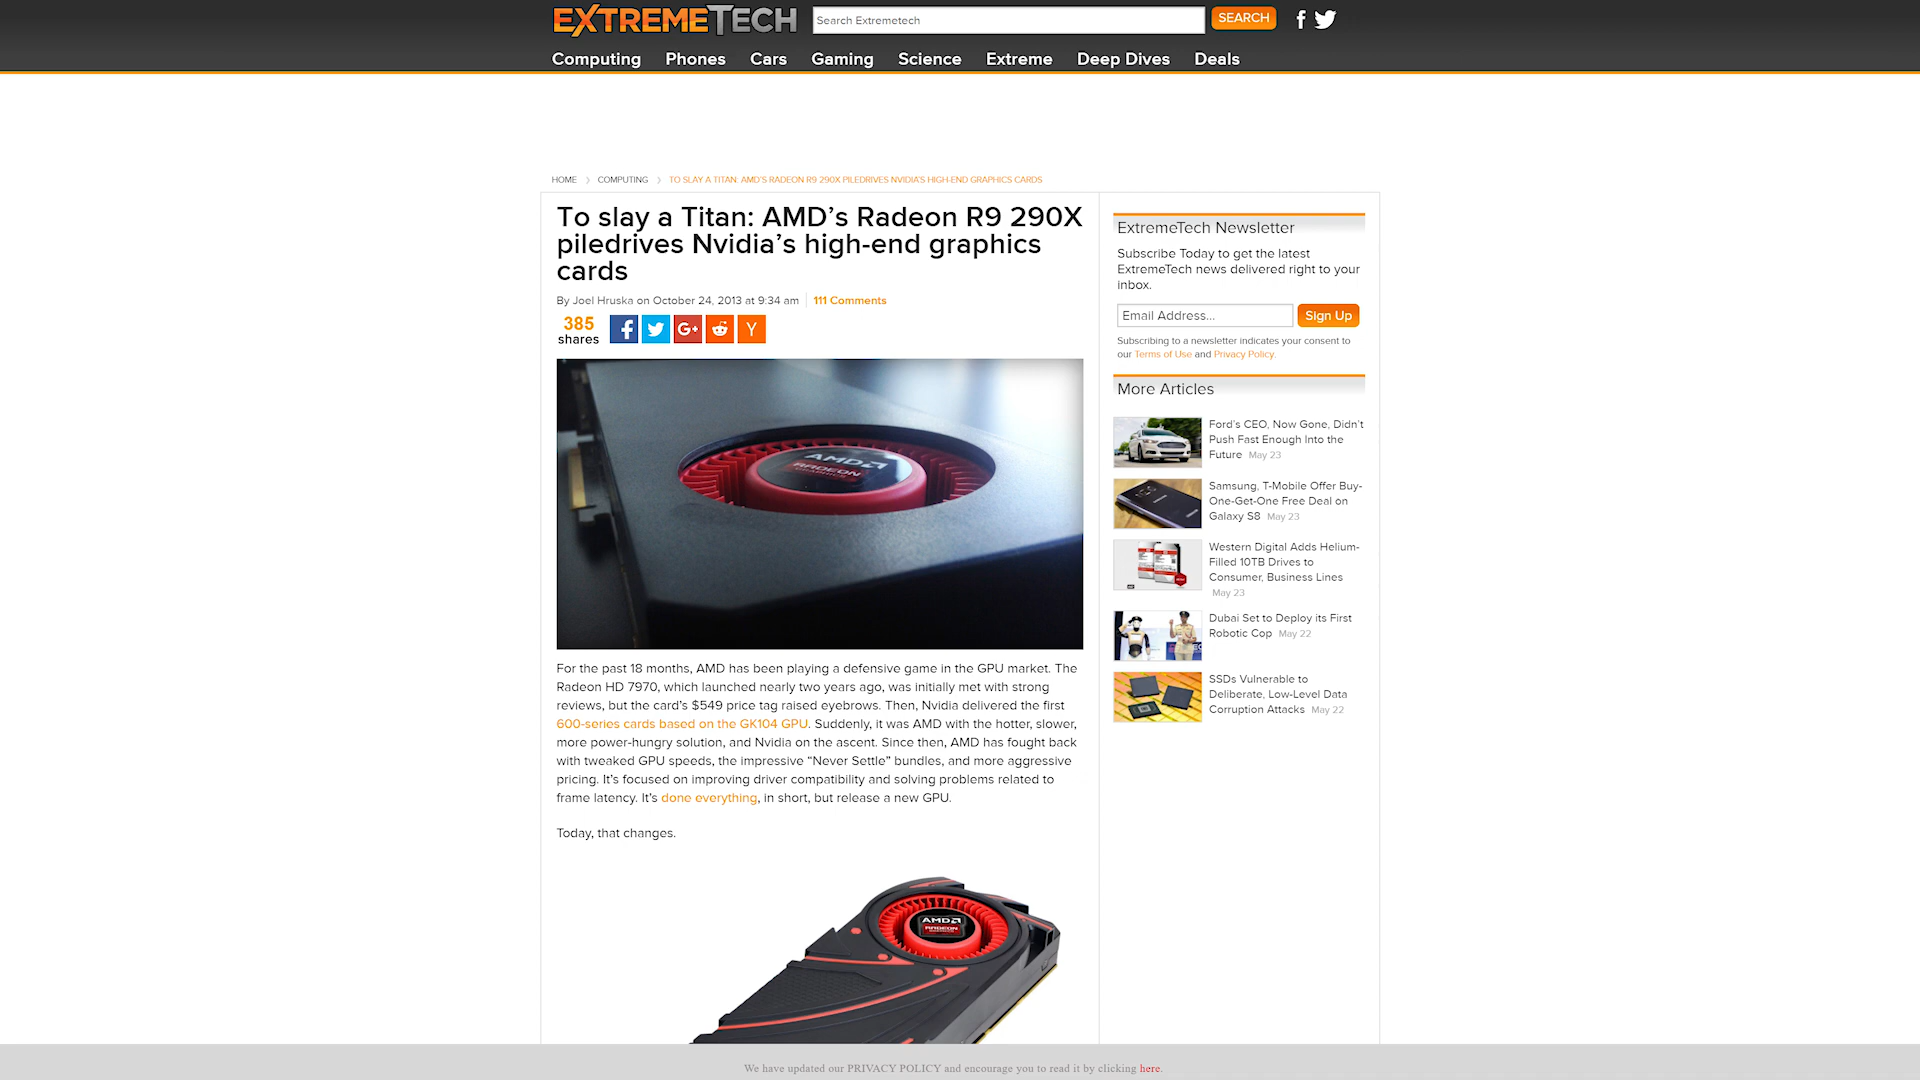 EXTREMETECH
Search Extremetech
SEARCH
Computing Phones Cars Gaming Science Extreme Deep Dives Deals
HOME COMPUTING TO SLAY A TITAN: AMD'S RADEON R9 290X PILEDRIVES NVIDIA'S HIGH-END GRAPHICS CARDS
To slay a Titan: AMD's Radeon R9 290X
piledrives Nvidia's high-end graphics
cards
By Joel Hruska on October 24, 2013 at 9:34 am 111 Comments
385
shares
AMD
RADEON
GRAPHICS
For the past 18 months, AMD has been playing a defensive game in the GPU market. The
Radeon HD 7970, which launched nearly two years ago, was initially met with strong
reviews, but the card's $549 price tag raised eyebrows. Then, Nvidia delivered the first
600-series cards based on the GK104 GPU. Suddenly, it was AMD with the hotter, slower,
more power-hungry solution, and Nvidia on the ascent. Since then, AMD has fought back
with tweaked GPU speeds, the impressive “Never Settle” bundles, and more aggressive
pricing. It's focused on improving driver compatibility and solving problems related to
frame latency. It's done everything, in short, but release a new GPU.
Today, that changes.
AMD
RADEON
ExtremeTech Newsletter
Subscribe Today to get the latest
ExtremeTech news delivered right to your
inbox.
Email Address...
Sign Up
Subscribing to a newsletter indicates your consent to
our Terms of Use and Privacy Policy.
More Articles
Ford's CEO, Now Gone, Didn't
Push Fast Enough Into the
Future May 23
Samsung, T-Mobile Offer Buy-
One-Get-One Free Deal on
Galaxy S8 May 23
Western Digital Adds Helium-
Filled 10TB Drives to
Consumer, Business Lines
May 23
Dubai Set to Deploy its First
Robotic Cop May 22
SSDs Vulnerable to
Deliberate, Low-Level Data
Corruption Attacks May 22
We have updated our PRIVACY POLICY and encourage you to read it by clicking here.